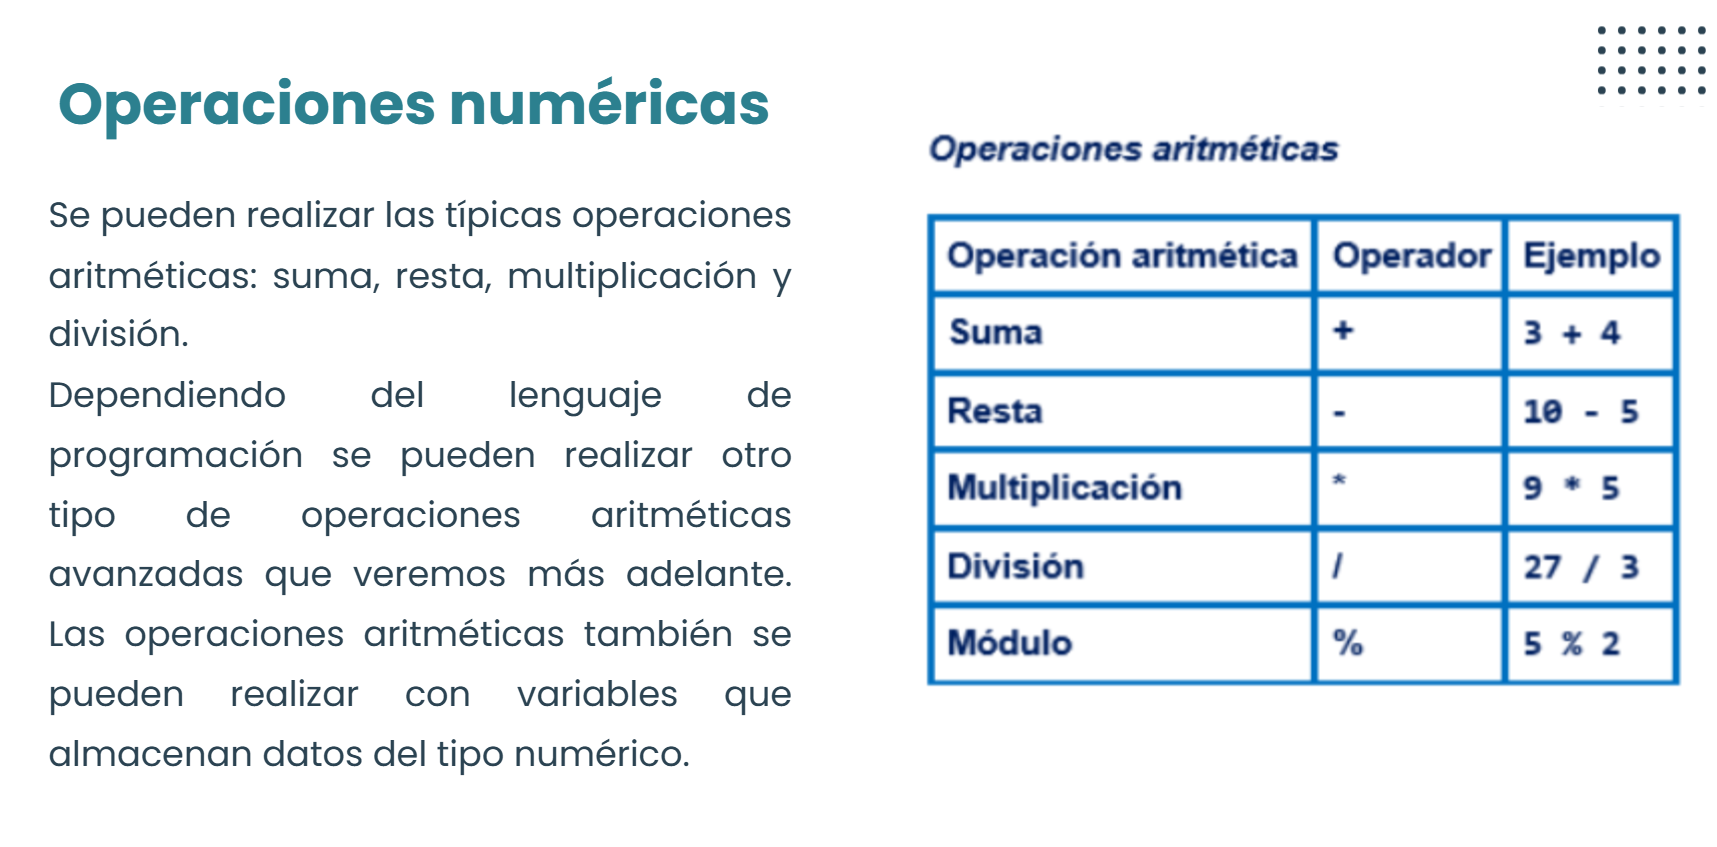 Operaciones numéricas
Se pueden realizar las típicas operaciones
aritméticas: suma, resta, multiplicación y
división.
Dependiendo del lenguaje de
programación se pueden realizar otro
tipo de operaciones aritméticas
avanzadas que veremos más adelante.
Las operaciones aritméticas también se
pueden realizar con variables que
almacenan datos del tipo numérico.
Operaciones aritméticas
Operación aritmética Operador Ejemplo
Suma + 3 + 4
Resta - 10 - 5
Multiplicación * 9 * 5
División / 27 / 3
Módulo % 5 % 2